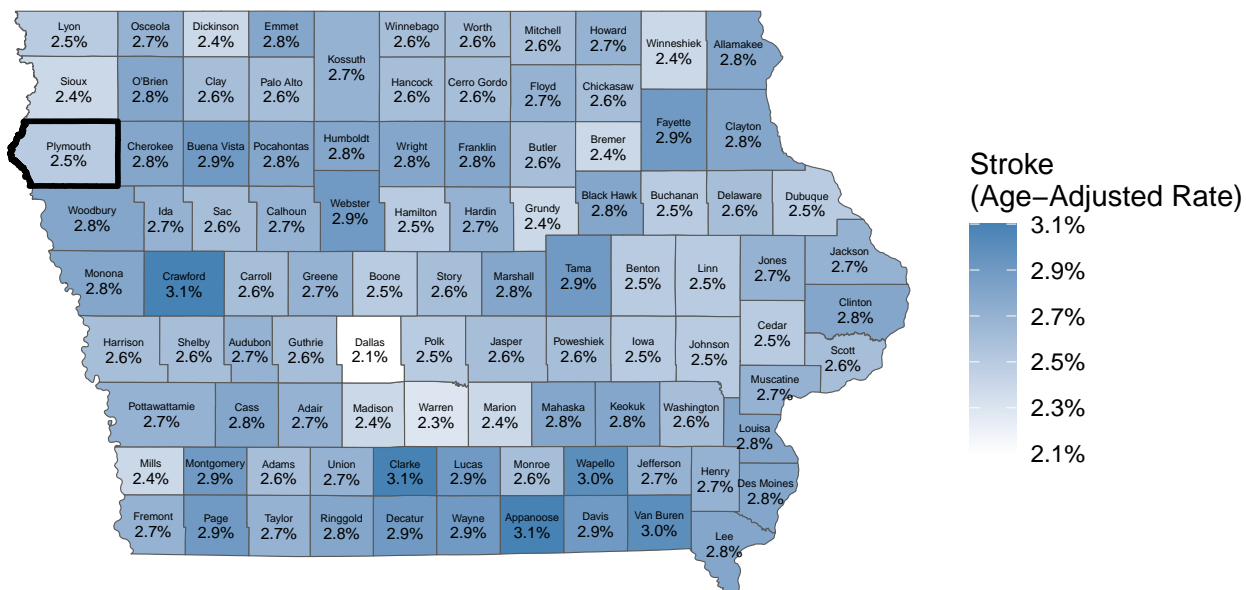 Lyon
2.5%
Osceola
2.7%
Dickinson
2.4%
Emmet
2.8%
Kossuth
2.7%
Winnebago
2.6%
Worth
2.6%
Mitchell
2.6%
Howard
2.7%
Winneshiek
2.4%
Allamakee
2.8%
Sioux
2.4%
O'Brien
2.8%
Clay
2.6%
Palo Alto
2.6%
Hancock
2.6%
Cerro Gordo
2.6%
Floyd
2.7%
Chickasaw
2.6%
Fayette
2.9%
Clayton
2.8%
Plymouth
2.5%
Cherokee
2.8%
Buena Vista
2.9%
Pocahontas
2.8%
Humboldt
2.8%
Wright
2.8%
Franklin
2.8%
Butler
2.6%
Bremer
2.4%
Woodbury
2.8%
Ida
2.7%
Sac
2.6%
Calhoun
2.7%
Webster
2.9%
Hamilton
2.5%
Hardin
2.7%
Grundy
2.4%
Black Hawk
2.8%
Buchanan
2.5%
Delaware
2.6%
Dubuque
2.5%
Monona
2.8%
Crawford
3.1%
Carroll
2.6%
Greene
2.7%
Boone
2.5%
Story
2.6%
Marshall
2.8%
Tama
2.9%
Benton
2.5%
Linn
2.5%
Jones
2.7%
Jackson
2.7%
Clinton
2.8%
Harrison
2.6%
Shelby
2.6%
Audubon
2.7%
Guthrie
2.6%
Dallas
2.1%
Polk
2.5%
Jasper
2.6%
Poweshiek
2.6%
Iowa
2.5%
Johnson
2.5%
Cedar
2.5%
Scott
2.6%
Muscatine
2.7%
Pottawattamie
2.7%
Cass
2.8%
Adair
2.7%
Madison
2.4%
Warren
2.3%
Marion
2.4%
Mahaska
2.8%
Keokuk
2.8%
Washington
2.6%
Louisa
2.8%
Mills
2.4%
Montgomery
2.9%
Adams
2.6%
Union
2.7%
Clarke
3.1%
Lucas
2.9%
Monroe
2.6%
Wapello
3.0%
Jefferson
2.7%
Henry
2.7%
Des Moines
2.8%
Fremont
2.7%
Page
2.9%
Taylor
2.7%
Ringgold
2.8%
Decatur
2.9%
Wayne
2.9%
Appanoose
3.1%
Davis
2.9%
Van Buren
3.0%
Lee
2.8%
Stroke
(Age−Adjusted Rate)
3.1%
2.9%
2.7%
2.5%
2.3%
2.1%